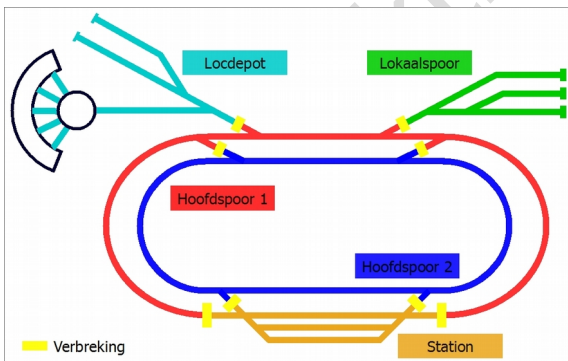 Locdepot
Lokaalspoor
Hoofdspoor 1
Hoofdspoor 2
Verbreking
Station